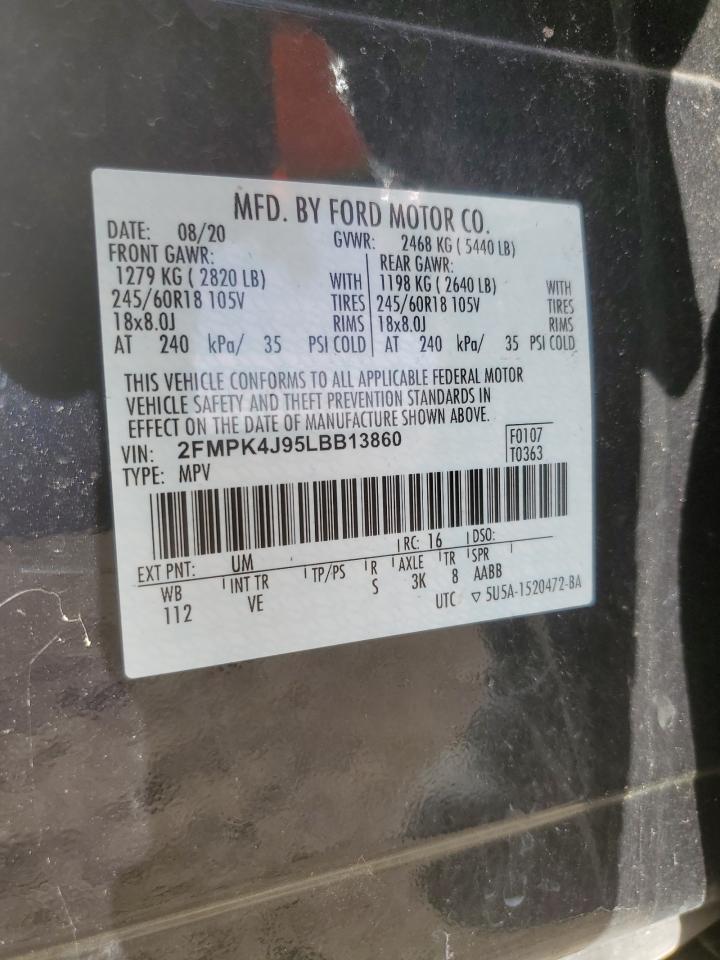 MFD. BY FORD MOTOR CO.
DATE: 08/20 GVWR: 2468 KG ( 5440 LB)
FRONT GAWR: REAR GAWR:
1279 KG ( 2820 LB) WITH 1198 KG ( 2640 LB) WITH
245/60R18 105V TIRES 245/60R18 105V TIRES
18x8.0J RIMS 18x8.0J RIMS
AT 240 kPa/ 35 PSI COLD AT 240 kPa/ 35 PSI COLD
THIS VEHICLE CONFORMS TO ALL APPLICABLE FEDERAL MOTOR
VEHICLE SAFETY AND THEFT PREVENTION STANDARDS IN
EFFECT ON THE DATE OF MANUFACTURE SHOWN ABOVE.
VIN: 2FMPK4J95LBB13860 F0107
TYPE: MPV T0363
EXT PNT: UM RC: 16 DSO:
WB INT TR TP/PS R AXLE TR SPR
112 VE S 3K 8 AABB
UTC ▽ 5U5A-1520472-BA